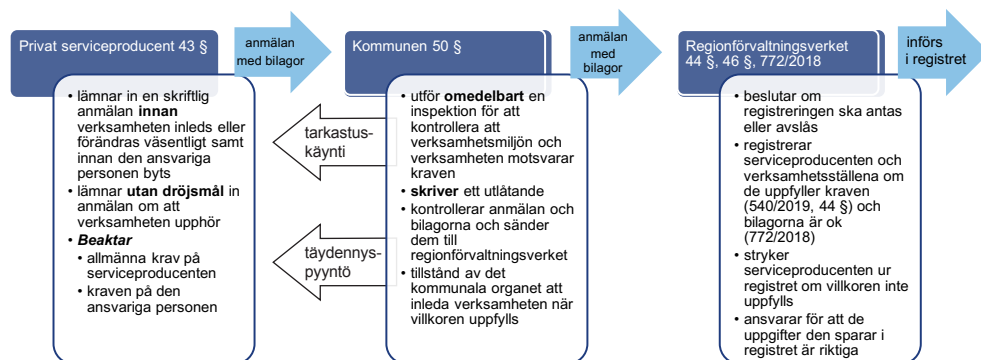 Privat serviceproducent 43 §
anmälan
med bilagor
Kommunen 50 §
anmälan
med
bilagor
Regionförvaltningsverket
44 §, 46 §, 772/2018
införs
i registret
• lämnar in en skriftlig
anmälan innan
verksamheten inleds eller
förändras väsentligt samt
innan den ansvariga
personen byts
• lämnar utan dröjsmål in
anmälan om att
verksamheten upphör
• Beaktar
• allmänna krav på
serviceproducenten
• kraven på den
ansvariga personen
tarkastus-
käynti
täydennys-
pyyntö
• utför omedelbart en
inspektion för att
kontrollera att
verksamhetsmiljön och
verksamheten motsvarar
kraven
• skriver ett utlåtande
• kontrollerar anmälan och
bilagorna och sänder
dem till
regionförvaltningsverket
• tillstånd av det
kommunala organet att
inleda verksamheten när
villkoren uppfylls
• beslutar om
registreringen ska antas
eller avslås
• registrerar
serviceproducenten och
verksamhetsställena om
de uppfyller kraven
(540/2019, 44 §) och
bilagorna är ok
(772/2018)
• stryker
serviceproducenten ur
registret om villkoren inte
uppfylls
• ansvarar för att de
uppgifter den sparar i
registret är riktiga